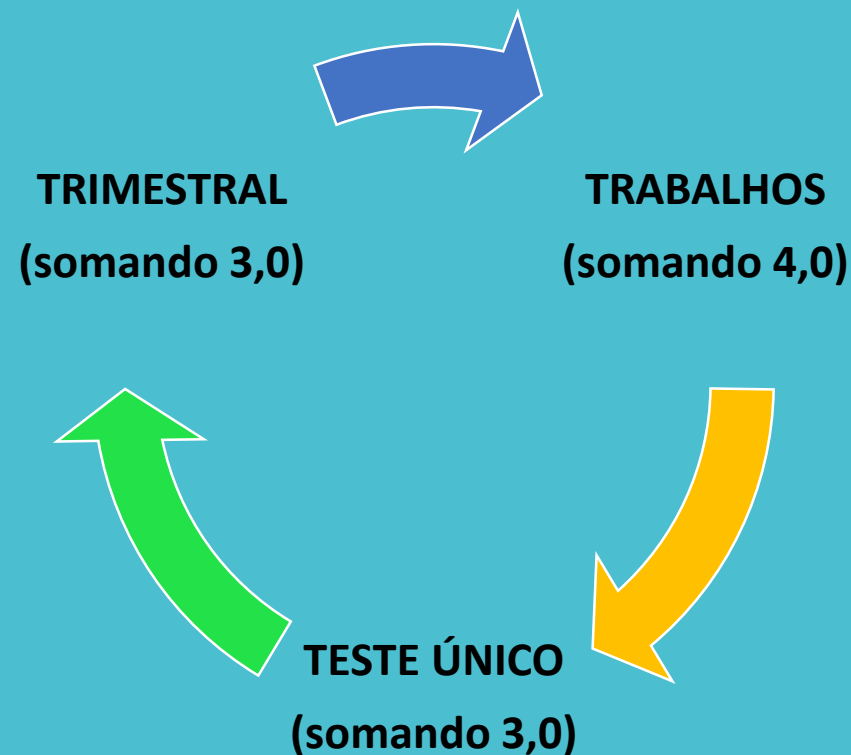 TRIMESTRAL
(somando 3,0)
TRABALHOS
(somando 4,0)
TESTE ÚNICO
(somando 3,0)